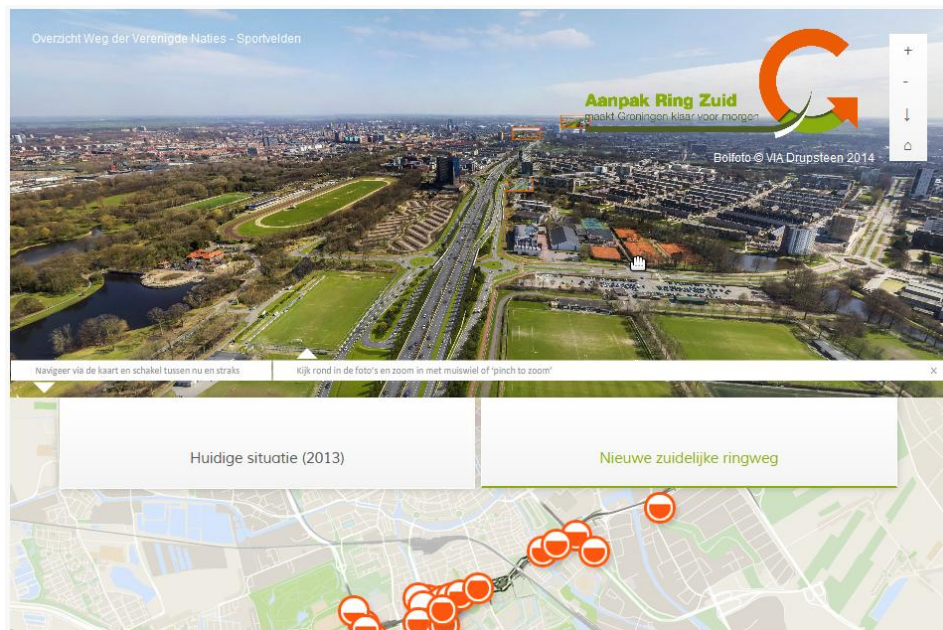 Overzicht Weg der Verenigde Naties - Sportvelden
+
-
↓
Aanpak Ring Zuid
maakt Groningen klaar voor morgen
Bolfoto © VIA Drupsteen 2014
Navigeer via de kaart en schakel tussen nu en straks
Kijk rond in de foto's en zoom in met muiswiel of 'pinch to zoom'
X
Huidige situatie (2013)
Nieuwe zuidelijke ringweg